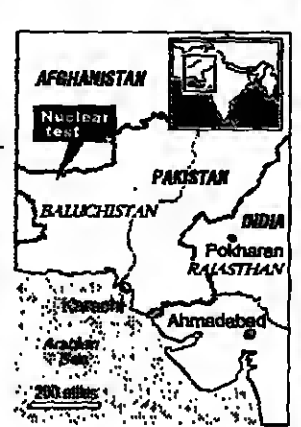 AFGHANISTAN
Nuclear
test
PAKISTAN
BALUCHISTAN
INDIA
Pokharan
RAJASTHAN
Karachi
Ahmadabad
Arabian
Sea
200 miles